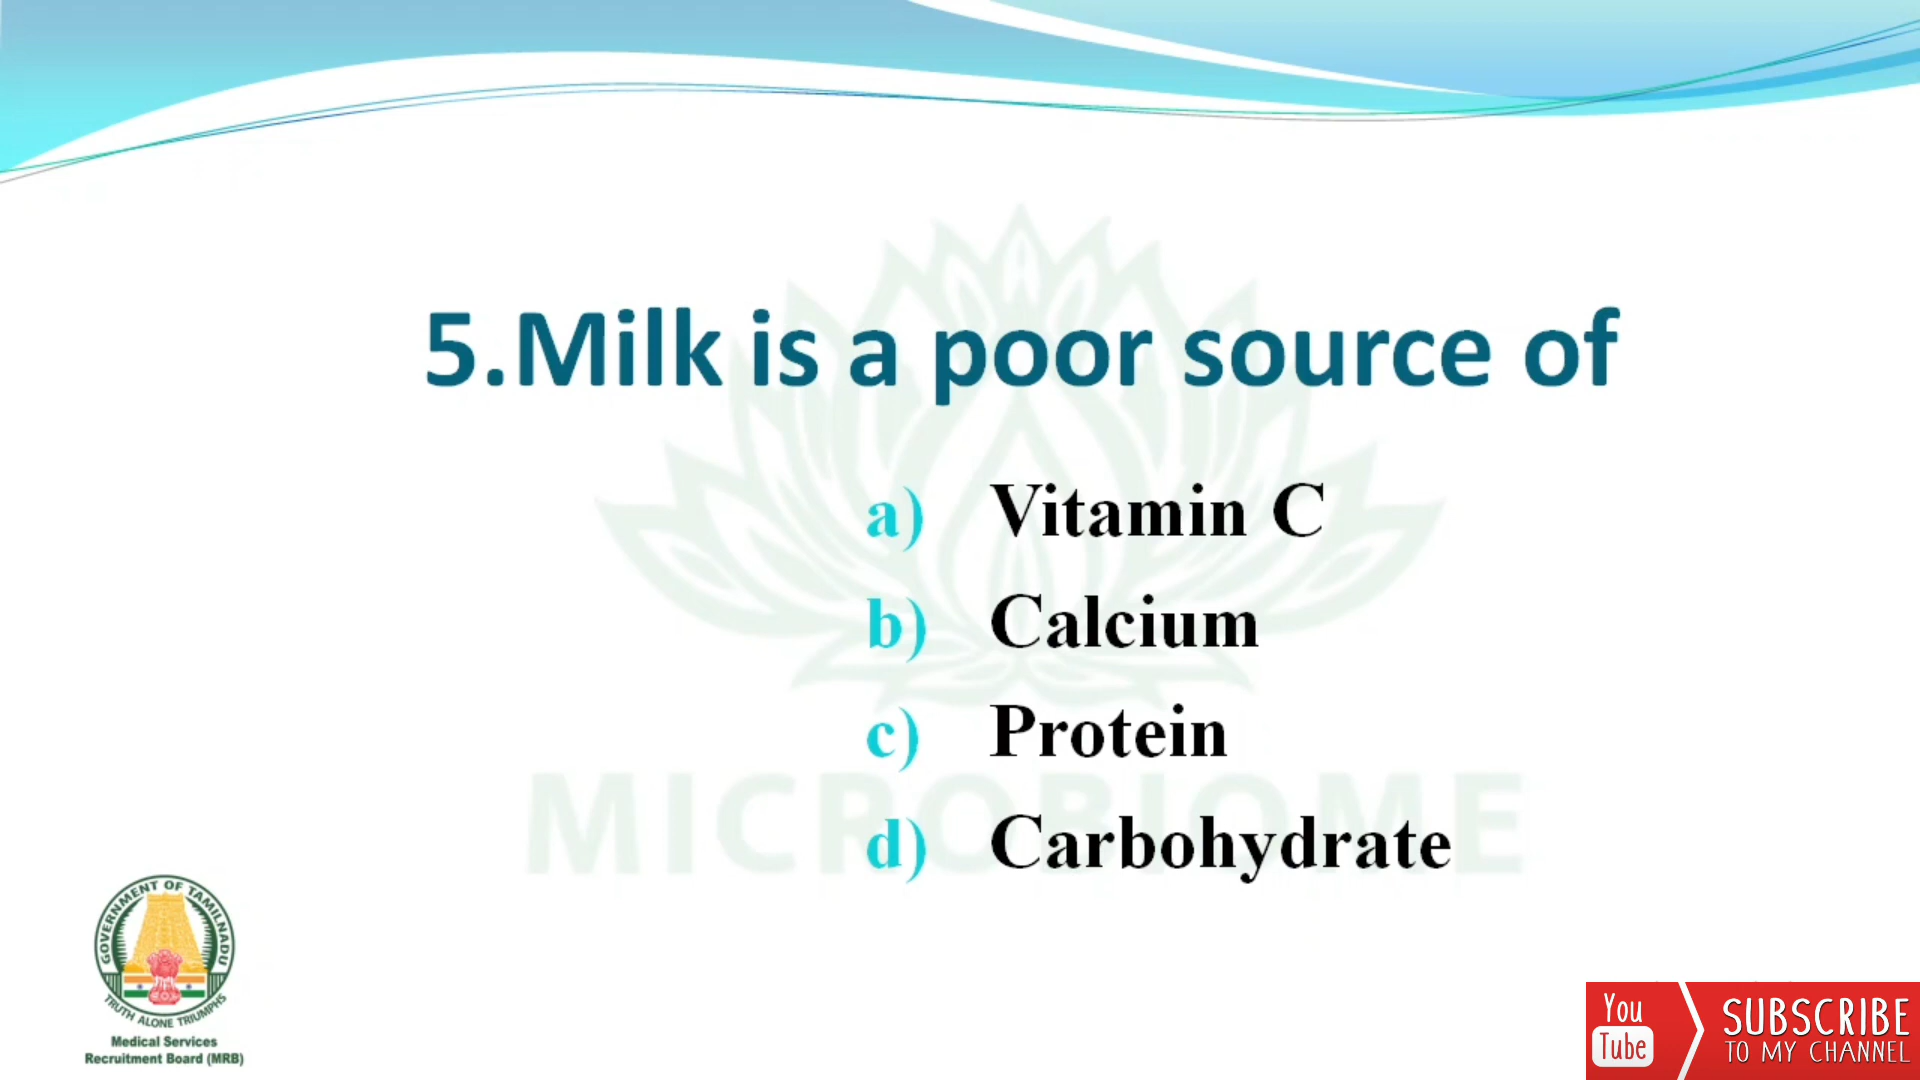 5.Milk is a poor source of
a) Vitamin C
b) Calcium
c) Protein
d) Carbohydrate
MICROBIOME
GOVERNMENT OF TAMILNADU
TRUTH ALONE TRIUMPHS
Medical Services
Recruitment Board (MRB)
You
Tube
SUBSCRIBE
TO MY CHANNEL